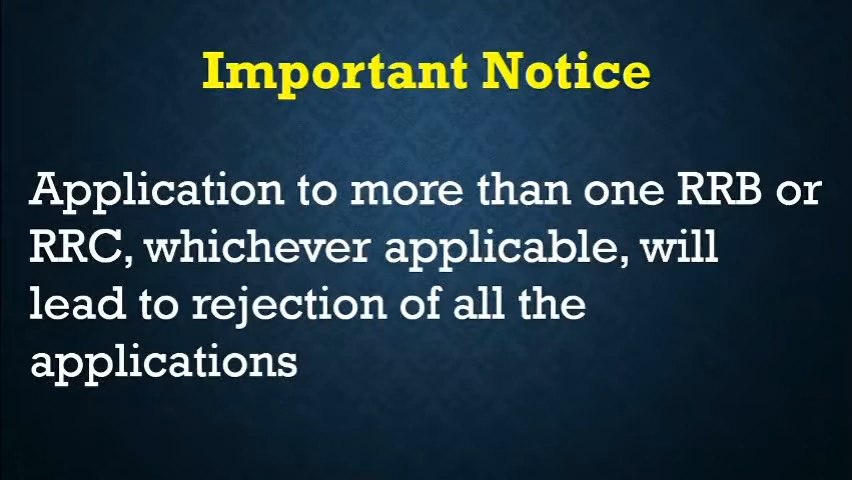 Important Notice
Application to more than one RRB or
RRC, whichever applicable, will
lead to rejection of all the
applications